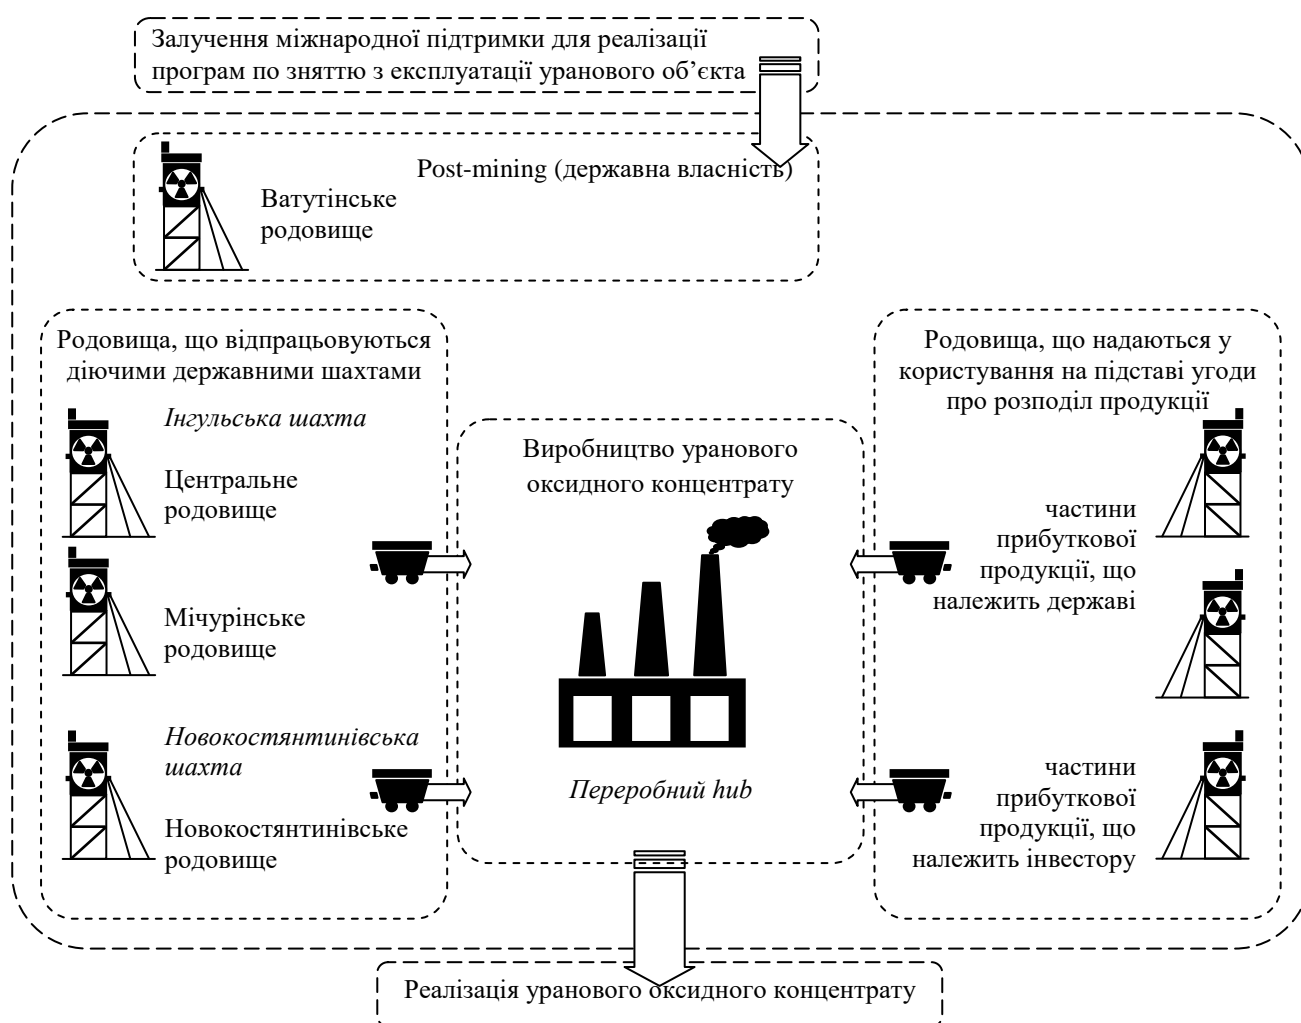 Залучення міжнародної підтримки для реалізації
програм по зняттю з експлуатації уранового об’єкта
Post-mining (державна власність)
Ватутінське
родовище
Родовища, що відпрацьовуються
діючими державними шахтами
Інгульська шахта
Центральне
родовище
Мічурінське
родовище
Новокостянтинівська
шахта
Новокостянтинівське
родовище
Виробництво уранового
оксидного концентрату
Переробний hub
Родовища, що надаються у
користування на підставі угоди
про розподіл продукції
частини
прибуткової
продукції, що
належить державі
частини
прибуткової
продукції, що
належить інвестору
Реалізація уранового оксидного концентрату